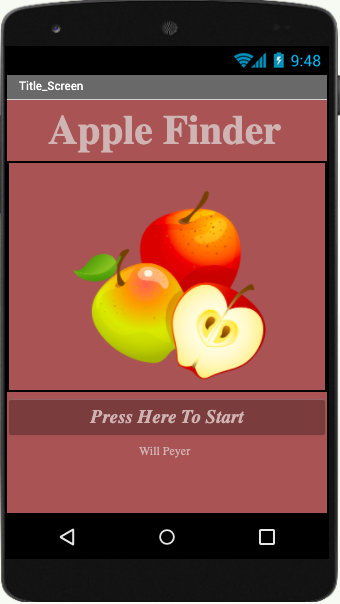 9:48
Title_Screen
Apple Finder
Press Here To Start
Will Peyer